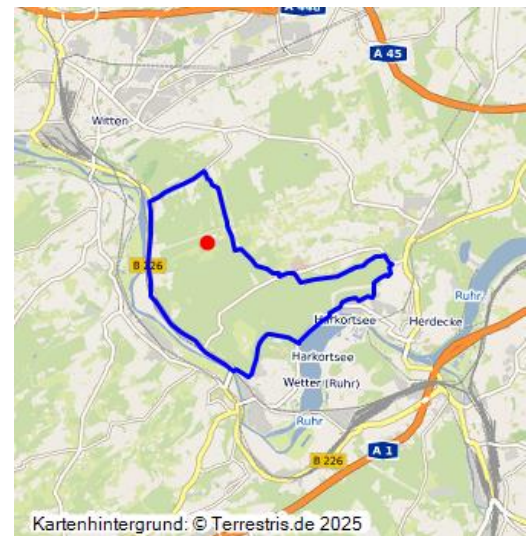 A 448
A 45
Witten
B 226
Ruhr
Harkortsee
Herdecke
Harkortsee
Wetter (Ruhr)
Ruhr
A 1
B 226
Kartenhintergrund: © Terrestris.de 2025